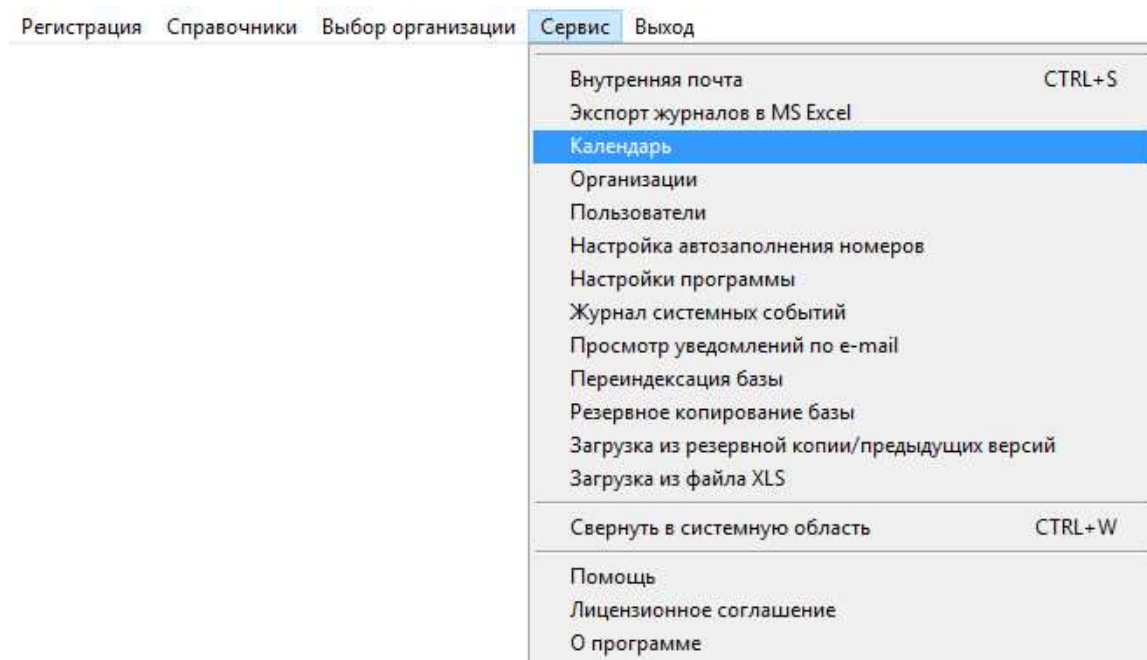 Регистрация Справочники Выбор организации Сервис Выход
Внутренняя почта CTRL+S
Экспорт журналов в MS Excel
Календарь
Организации
Пользователи
Настройка автозаполнения номеров
Настройки программы
Журнал системных событий
Просмотр уведомлений по e-mail
Переиндексация базы
Резервное копирование базы
Загрузка из резервной копии/предыдущих версий
Загрузка из файла XLS
Свернуть в системную область CTRL+W
Помощь
Лицензионное соглашение
О программе